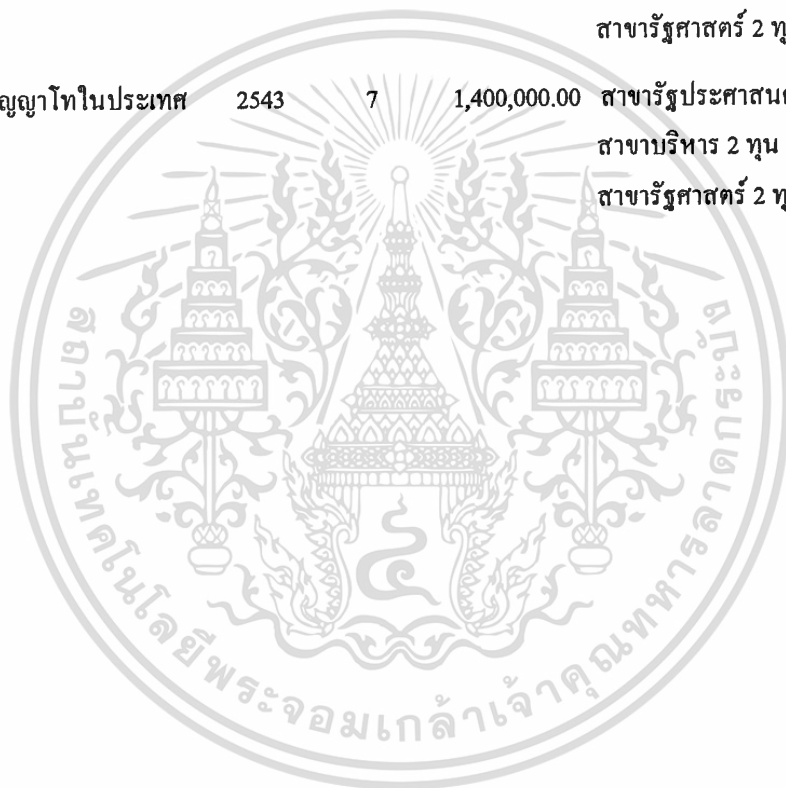 สาขารัฐศาสตร์ 2
ญญาโทในประเทศ 2543 7 1,400,000.00 สาขารัฐประศาสน
สาขาบริหาร 2 ทุน
สาขารัฐศาสตร์ 2
สถาบันเทคโนโลยีพระจอมเกล้าเจ้าคุณทหารลาดกระบัง